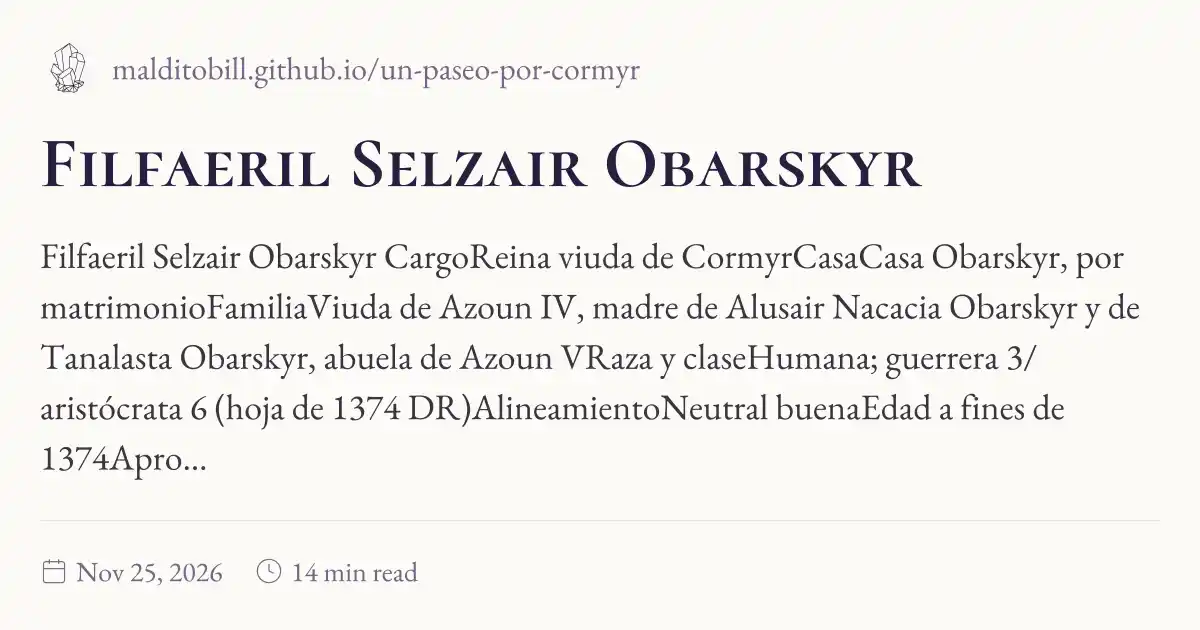 malditobill.github.io/un-paseo-por-cormyr
Filfaeril Selzair Obarskyr
Filfaeril Selzair Obarskyr CargoReina viuda de CormyrCasaCasa Obarskyr, por
matrimonioFamiliaViuda de Azoun IV, madre de Alusair Nacacia Obarskyr y de
Tanalasta Obarskyr, abuela de Azoun VRaza y claseHumana; guerrera 3/
aristócrata 6 (hoja de 1374 DR)AlineamientoNeutral buenaEdad a fines de
1374Apro...
Nov 25, 2026 14 min read